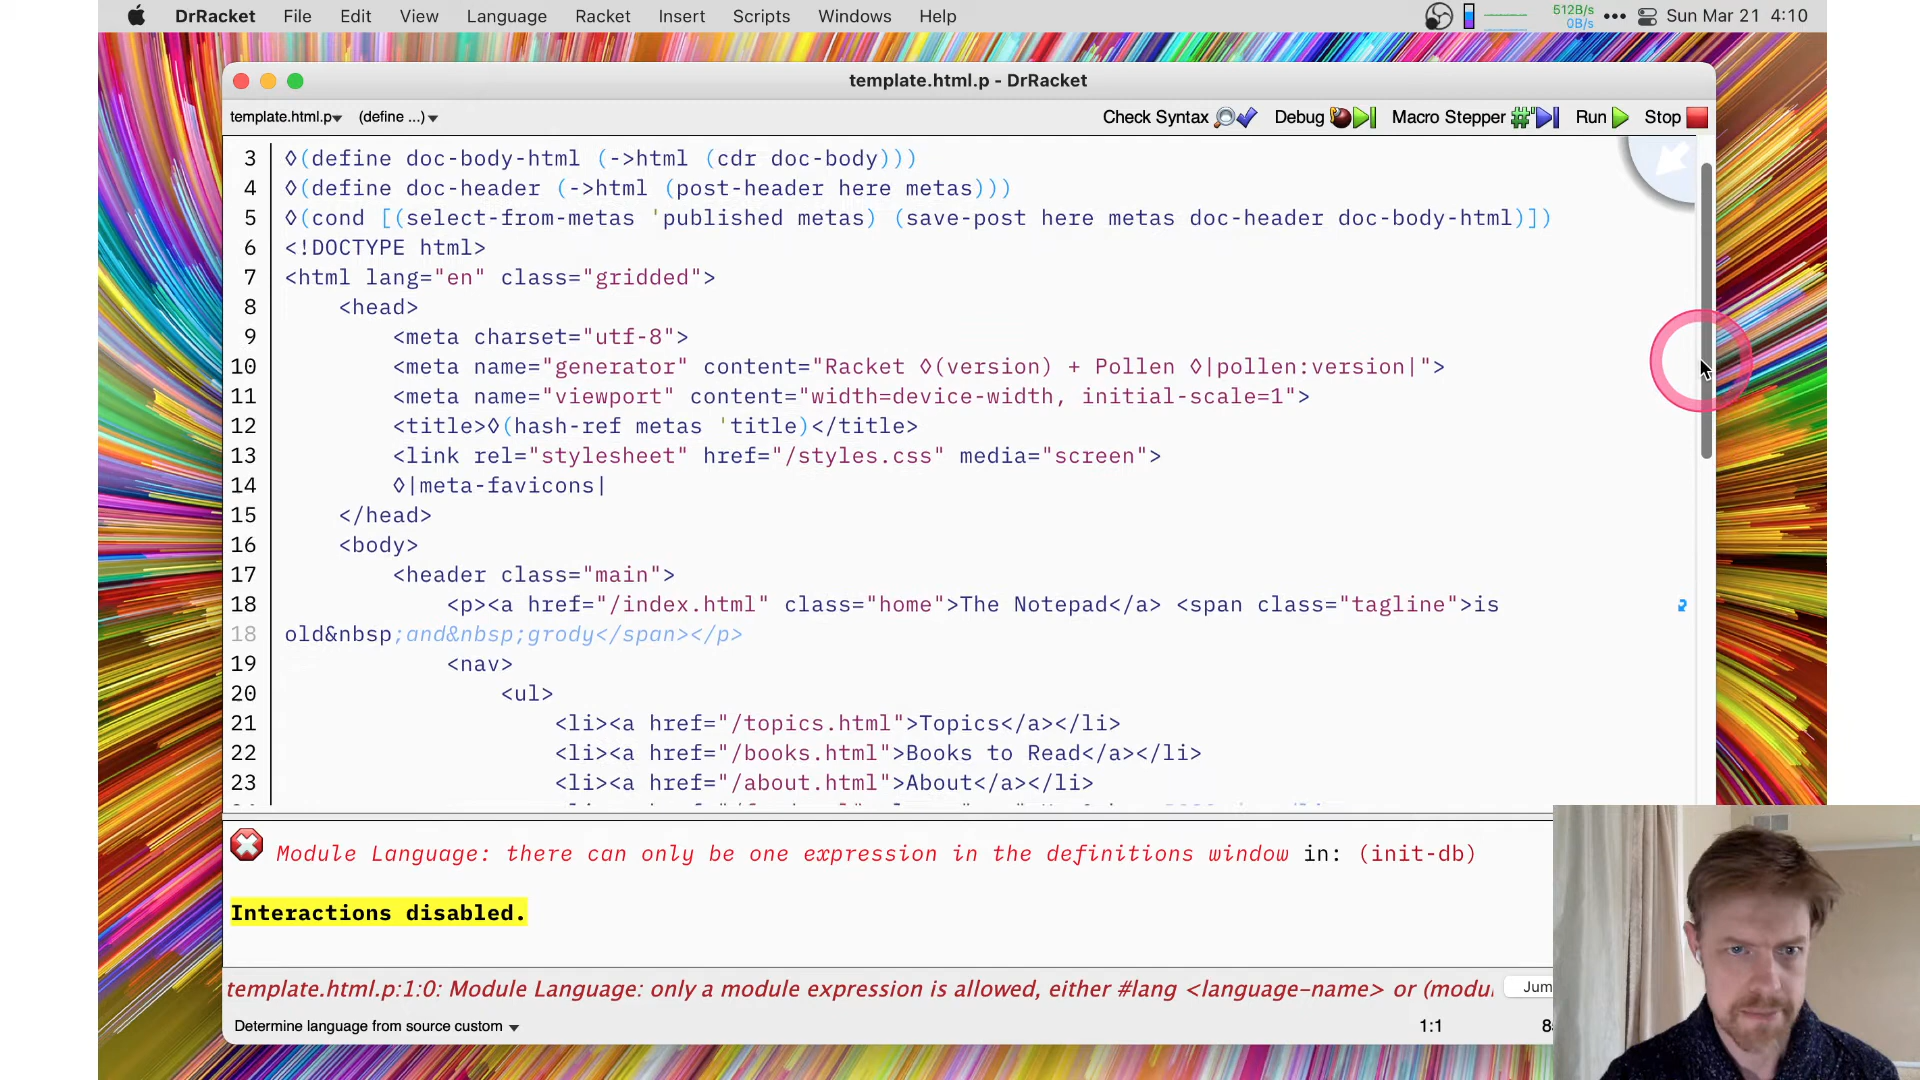 DrRacket File Edit View Language Racket Insert Scripts Windows Help 512B/s 0B/s Sun Mar 21 4:10
template.html.p - DrRacket
template.html.p (define ...) Check Syntax Debug Macro Stepper Run Stop
3 ◊(define doc-body-html (->html (cdr doc-body)))
4 ◊(define doc-header (->html (post-header here metas)))
5 ◊(cond [(select-from-metas 'published metas) (save-post here metas doc-header doc-body-html)])
6 <!DOCTYPE html>
7 <html lang="en" class="gridded">
8 <head>
9 <meta charset="utf-8">
10 <meta name="generator" content="Racket ◊(version) + Pollen ◊|pollen:version|">
11 <meta name="viewport" content="width=device-width, initial-scale=1">
12 <title>◊(hash-ref metas 'title)</title>
13 <link rel="stylesheet" href="/styles.css" media="screen">
14 ◊|meta-favicons|
15 </head>
16 <body>
17 <header class="main">
18 <p><a href="/index.html" class="home">The Notepad</a> <span class="tagline">is
18 old&nbsp;and&nbsp;grody</span></p>
19 <nav>
20 <ul>
21 <li><a href="/topics.html">Topics</a></li>
22 <li><a href="/books.html">Books to Read</a></li>
23 <li><a href="/about.html">About</a></li>
Module Language: there can only be one expression in the definitions window in: (init-db)
Interactions disabled.
template.html.p:1:0: Module Language: only a module expression is allowed, either #lang <language-name> or (modul
Jum
Determine language from source custom 1:1 8